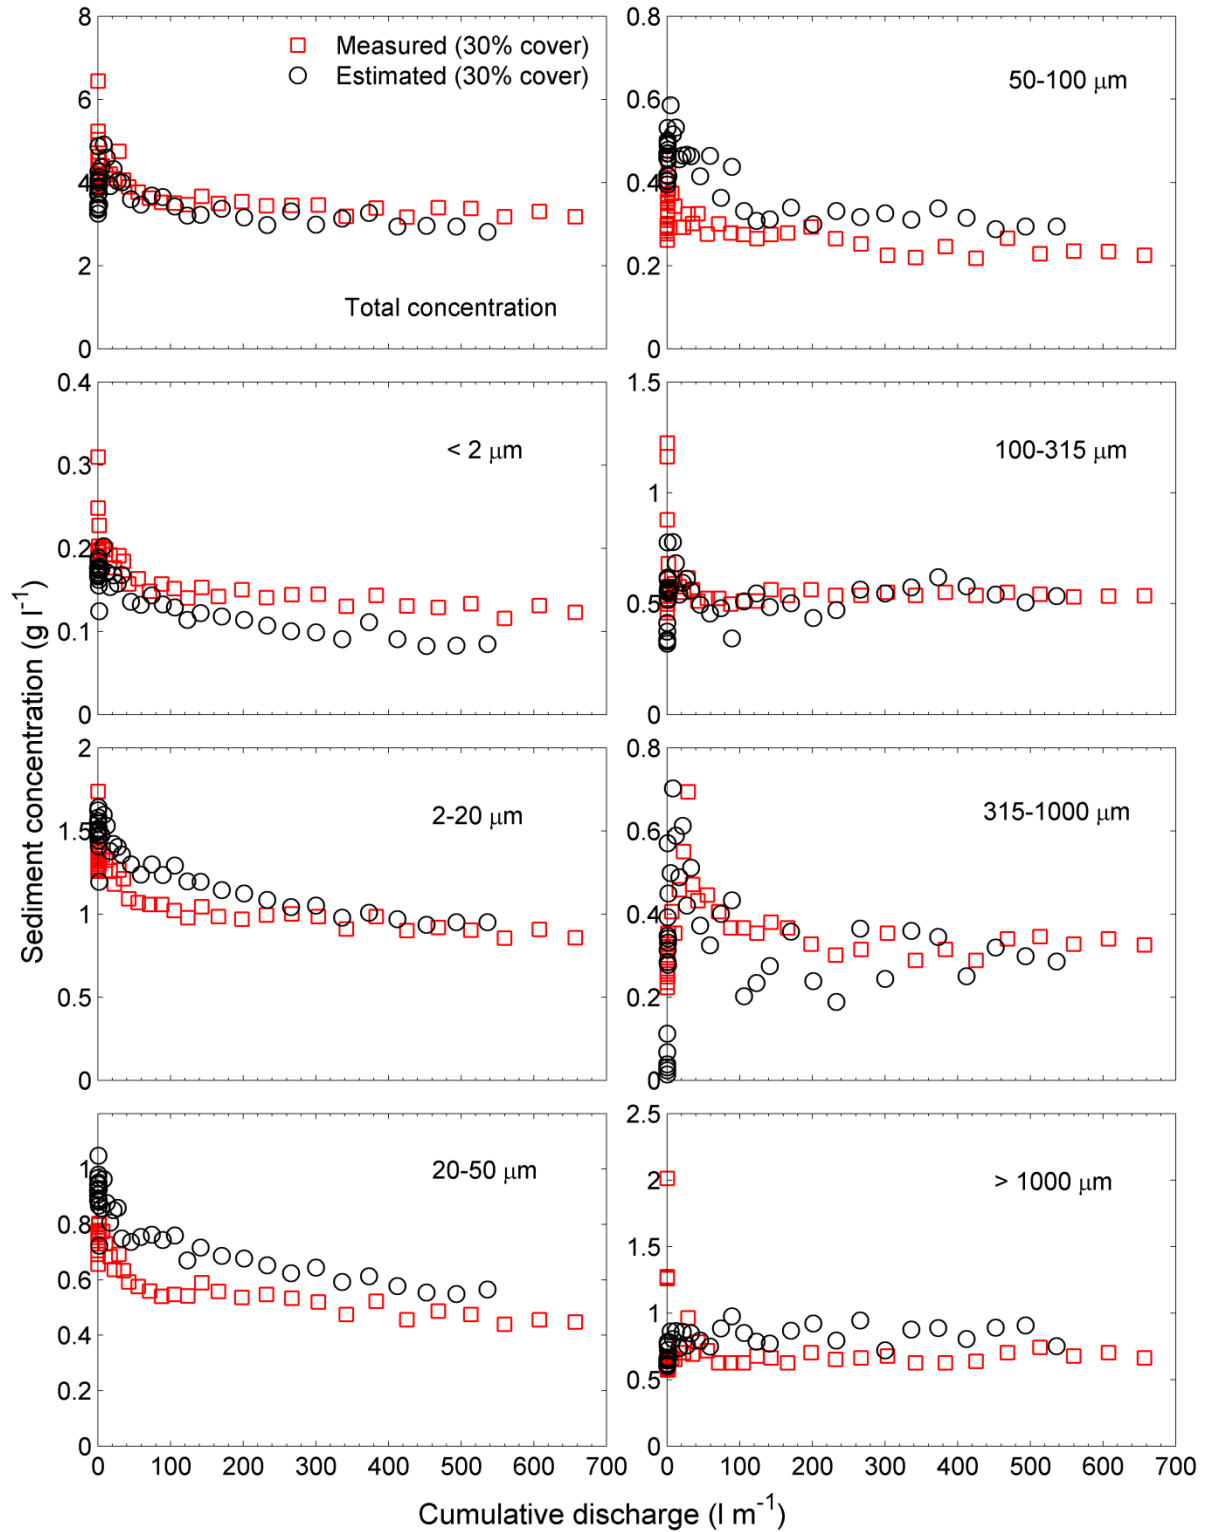 8
6
4
2
0
Measured (30% cover)
Estimated (30% cover)
Total concentration
0.8
0.6
0.4
0.2
0
50-100 μm
0.4
0.3
0.2
0.1
0
< 2 μm
1.5
1
0.5
0
100-315 μm
2
1.5
1
0.5
0
2-20 μm
0.8
0.6
0.4
0.2
0
315-1000 μm
1
0.8
0.6
0.4
0.2
0
20-50 μm
2.5
2
1.5
1
0.5
0
> 1000 μm
0 100 200 300 400 500 600 700
0 100 200 300 400 500 600 700
Sediment concentration (g l⁻¹)
Cumulative discharge (l m⁻¹)